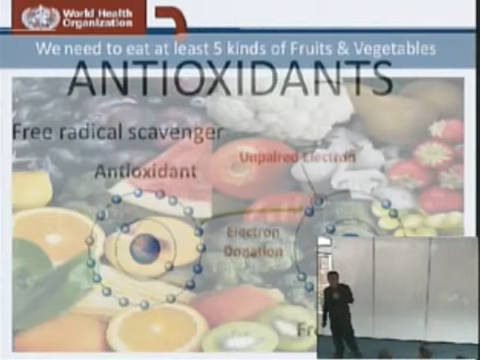 World Health
Organization
We need to eat at least 5 kinds of Fruits & Vegetables
ANTIOXIDANTS
Free radical scavenger
Unpaired Electron
Antioxidant
Electron
Donation